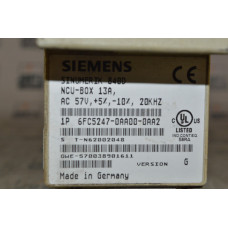 SIEMENS
SINUMERIK 840D
NCU-BOX 13A,
AC 57V,+5%,-10%, 20KHZ
1P 6FC5247-0AA00-0AA2
LISTED
VERSION G
Made in Germany